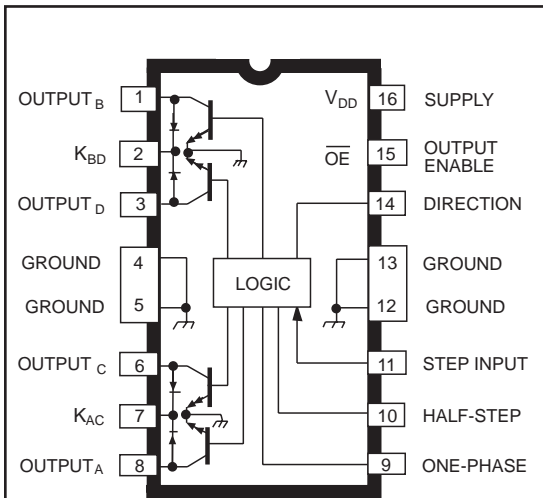 OUTPUT B 1
K BD 2
OUTPUT D 3
GROUND 4
GROUND 5
OUTPUT C 6
K AC 7
OUTPUT A 8
LOGIC
V DD 16 SUPPLY
OE 15 OUTPUT ENABLE
14 DIRECTION
13 GROUND
12 GROUND
11 STEP INPUT
10 HALF-STEP
9 ONE-PHASE